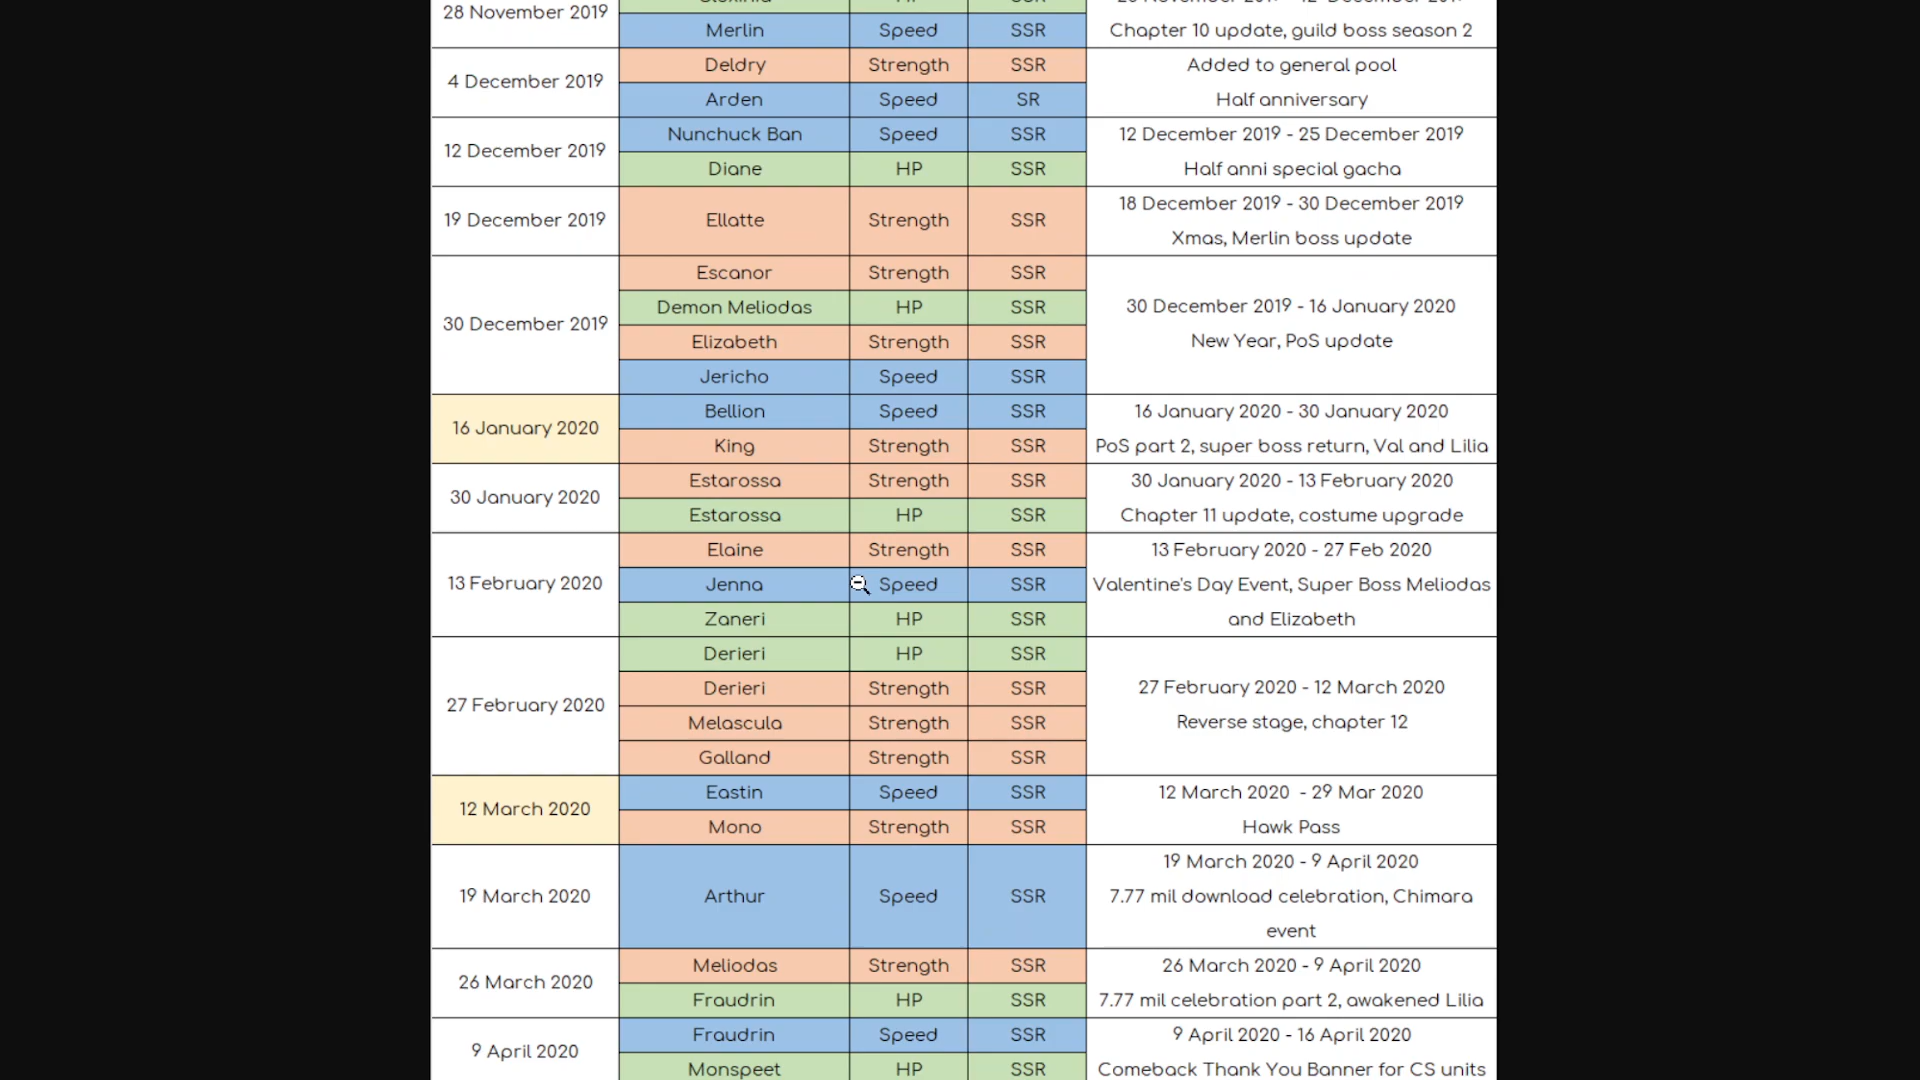 28 November 2019
Merlin Speed SSR Chapter 10 update, guild boss season 2
4 December 2019
Deldry Strength SSR Added to general pool
Arden Speed SR Half anniversary
12 December 2019
Nunchuck Ban Speed SSR 12 December 2019 - 25 December 2019
Diane HP SSR Half anni special gacha
19 December 2019
Ellatte Strength SSR
18 December 2019 - 30 December 2019
Xmas, Merlin boss update
30 December 2019
Escanor Strength SSR
Demon Meliodas HP SSR
Elizabeth Strength SSR
Jericho Speed SSR
30 December 2019 - 16 January 2020
New Year, PoS update
16 January 2020
Bellion Speed SSR 16 January 2020 - 30 January 2020
King Strength SSR PoS part 2, super boss return, Val and Lilia
30 January 2020
Estarossa Strength SSR 30 January 2020 - 13 February 2020
Estarossa HP SSR Chapter 11 update, costume upgrade
13 February 2020
Elaine Strength SSR 13 February 2020 - 27 Feb 2020
Jenna Speed SSR Valentine's Day Event, Super Boss Meliodas
Zaneri HP SSR and Elizabeth
27 February 2020
Derieri HP SSR
Derieri Strength SSR
Melascula Strength SSR
Galland Strength SSR
27 February 2020 - 12 March 2020
Reverse stage, chapter 12
12 March 2020
Eastin Speed SSR 12 March 2020 - 29 Mar 2020
Mono Strength SSR Hawk Pass
19 March 2020
Arthur Speed SSR
19 March 2020 - 9 April 2020
7.77 mil download celebration, Chimara
event
26 March 2020
Meliodas Strength SSR 26 March 2020 - 9 April 2020
Fraudrin HP SSR 7.77 mil celebration part 2, awakened Lilia
9 April 2020
Fraudrin Speed SSR 9 April 2020 - 16 April 2020
Monspeet HP SSR Comeback Thank You Banner for CS units